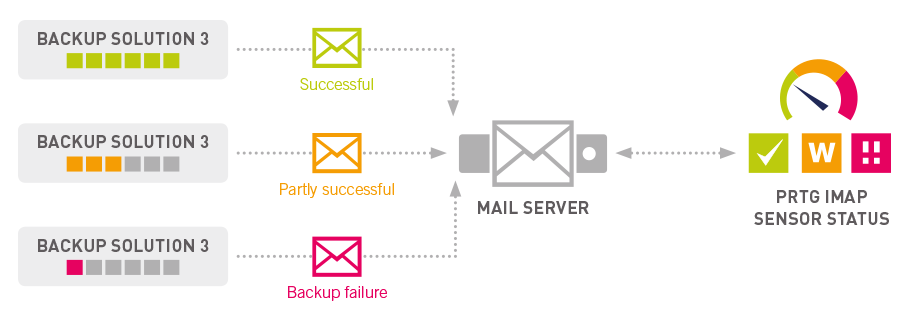 BACKUP SOLUTION 3
Successful
BACKUP SOLUTION 3
Partly successful
BACKUP SOLUTION 3
Backup failure
MAIL SERVER
W
!!
PRTG IMAP
SENSOR STATUS